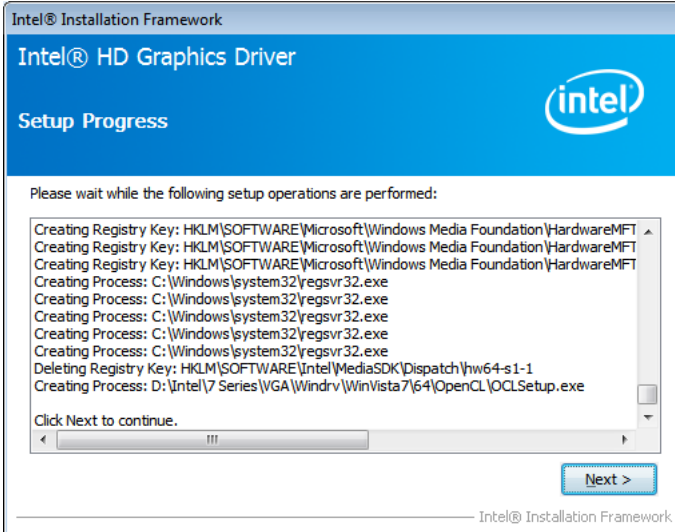 Intel® Installation Framework
Intel® HD Graphics Driver
intel
Setup Progress
Please wait while the following setup operations are performed:
Creating Registry Key: HKLM\SOFTWARE\Microsoft\Windows Media Foundation\HardwareMFT
Creating Registry Key: HKLM\SOFTWARE\Microsoft\Windows Media Foundation\HardwareMFT
Creating Registry Key: HKLM\SOFTWARE\Microsoft\Windows Media Foundation\HardwareMFT
Creating Process: C:\Windows\system32\regsvr32.exe
Creating Process: C:\Windows\system32\regsvr32.exe
Creating Process: C:\Windows\system32\regsvr32.exe
Creating Process: C:\Windows\system32\regsvr32.exe
Creating Process: C:\Windows\system32\regsvr32.exe
Deleting Registry Key: HKLM\SOFTWARE\Intel\MediaSDK\Dispatch\hw64-s1-1
Creating Process: D:\Intel\7 Series\VGA\Windrv\WinVista7\64\OpenCL\OCLSetup.exe
Click Next to continue.
Next >
Intel® Installation Framework